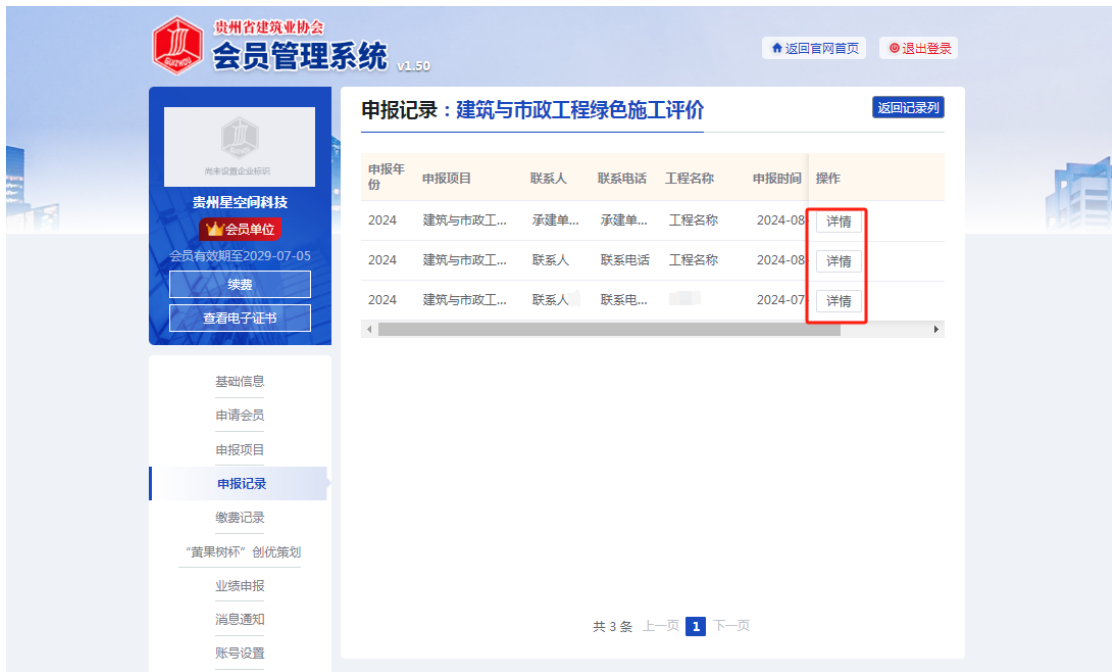 贵州省建筑业协会
会员管理系统 v1.50
返回官网首页
退出登录
尚未设置企业标识
贵州星空间科技
会员单位
会员有效期至2029-07-05
续费
查看电子证书
基础信息
申请会员
申报项目
申报记录
缴费记录
“黄果树杯”创优策划
业绩申报
消息通知
账号设置
申报记录：建筑与市政工程绿色施工评价
返回记录列
申报年份 申报项目 联系人 联系电话 工程名称 申报时间 操作
2024 建筑与市政工... 承建单... 承建单... 工程名称 2024-08 详情
2024 建筑与市政工... 联系人 联系电话 工程名称 2024-08 详情
2024 建筑与市政工... 联系人 联系电... 2024-07 详情
共 3 条 上一页 1 下一页